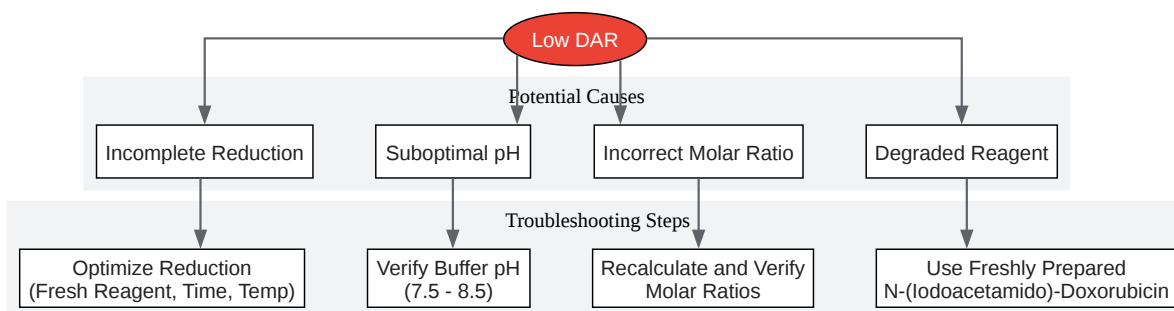 Low DAR
Potential Causes
Incomplete Reduction
Suboptimal pH
Incorrect Molar Ratio
Degraded Reagent
Troubleshooting Steps
Optimize Reduction
(Fresh Reagent, Time, Temp)
Verify Buffer pH
(7.5 - 8.5)
Recalculate and Verify
Molar Ratios
Use Freshly Prepared
N-(Iodoacetamido)-Doxorubicin